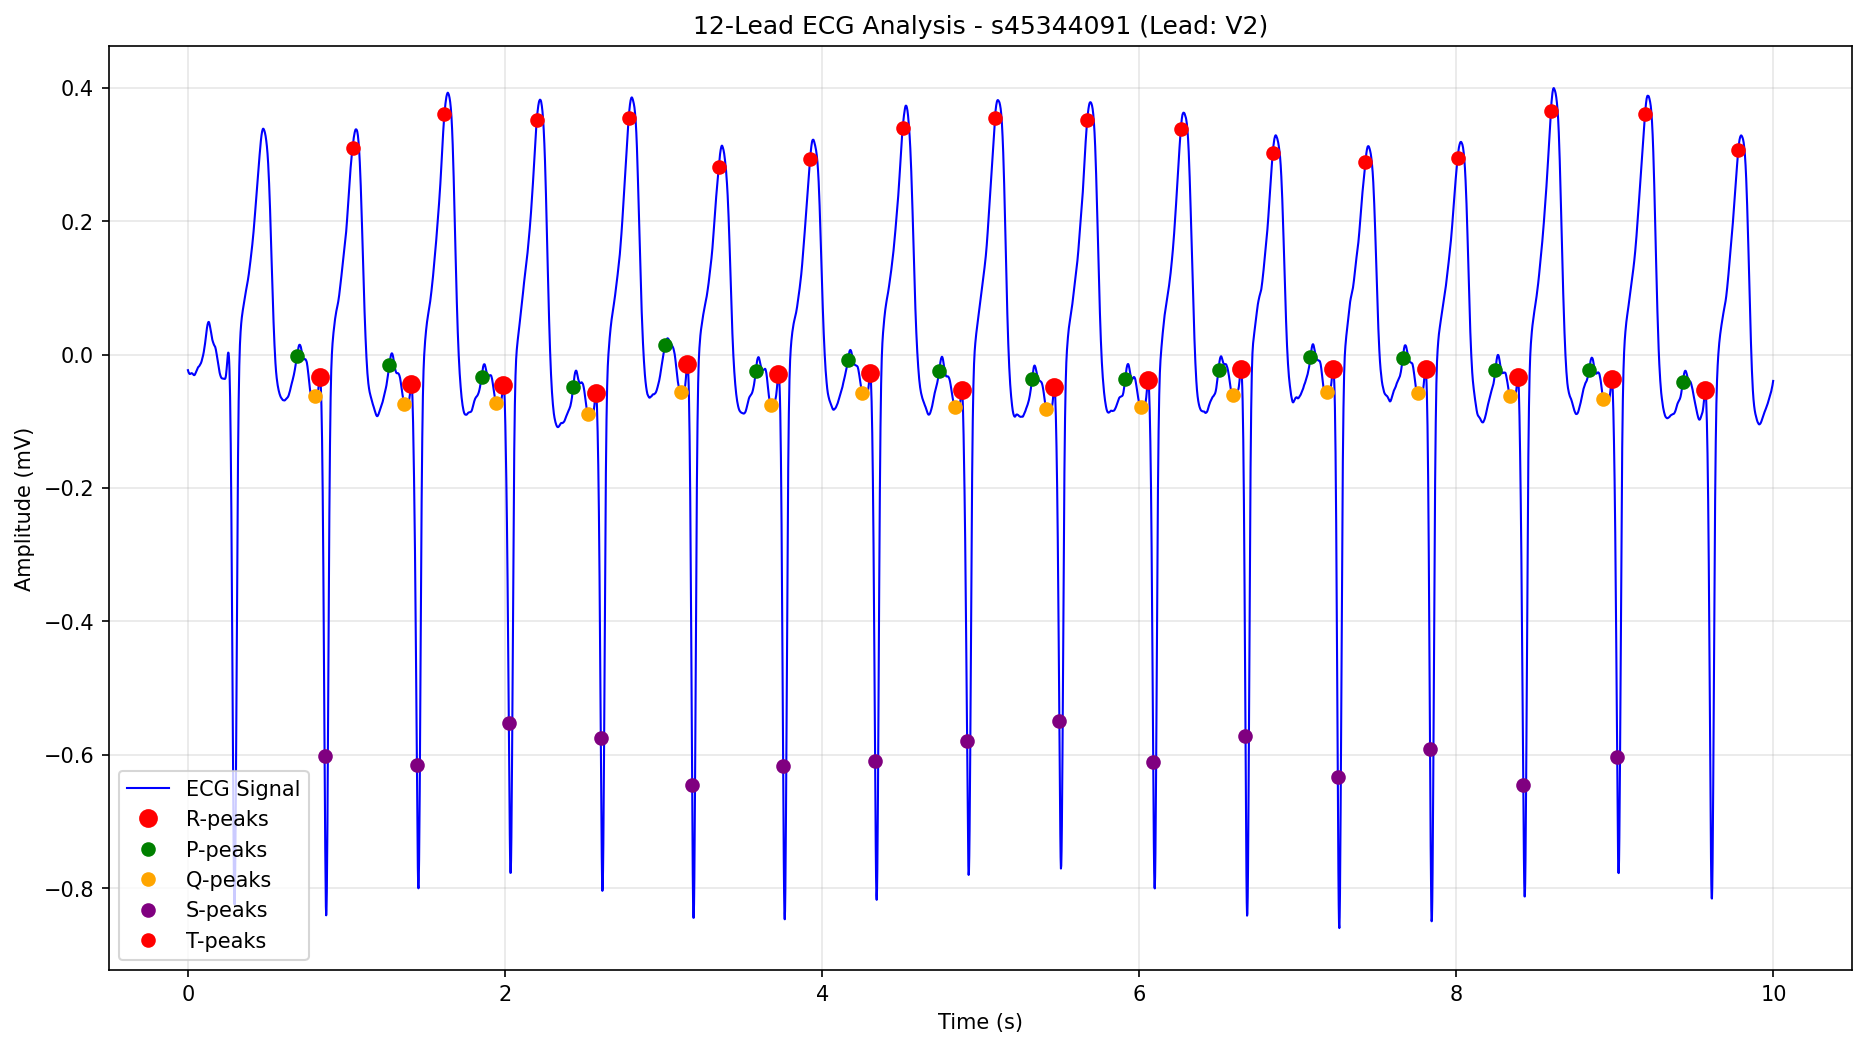 12-Lead ECG Analysis - s45344091 (Lead: V2)
Amplitude (mV)
0.4
0.2
0.0
−0.2
−0.4
−0.6
−0.8
ECG Signal
R-peaks
P-peaks
Q-peaks
S-peaks
T-peaks
0 2 4 6 8 10
Time (s)